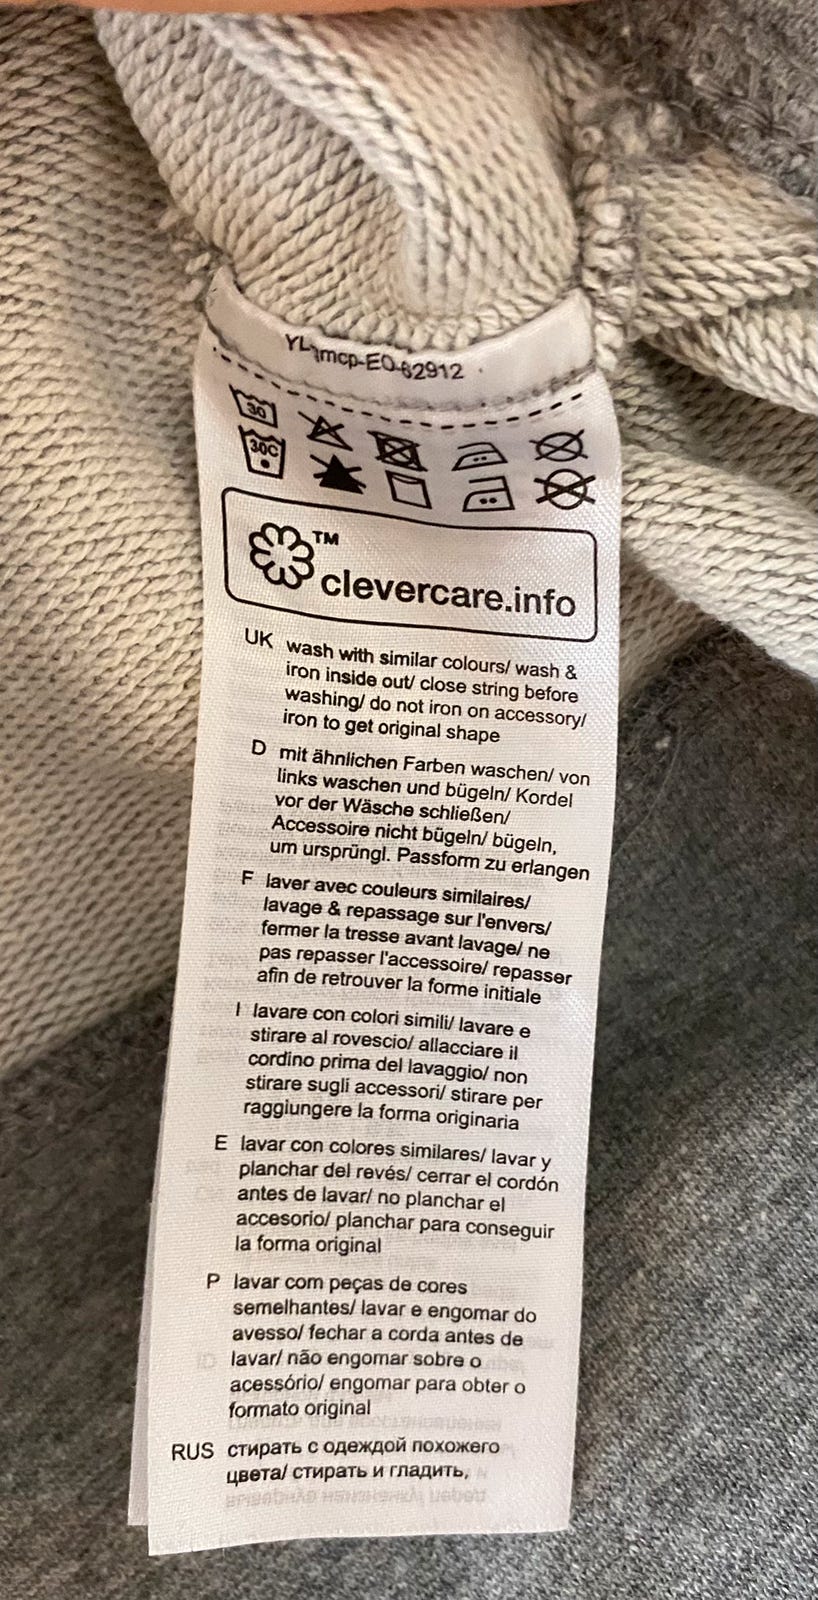 YL mcp-EO-62912
30
30C
™
clevercare.info
UK wash with similar colours/ wash &
iron inside out/ close string before
washing/ do not iron on accessory/
iron to get original shape
D mit ähnlichen Farben waschen/ von
links waschen und bügeln/ Kordel
vor der Wäsche schließen/
Accessoire nicht bügeln/ bügeln,
um ursprüngl. Passform zu erlangen
F laver avec couleurs similaires/
lavage & repassage sur l'envers/
fermer la tresse avant lavage/ ne
pas repasser l'accessoire/ repasser
afin de retrouver la forme initiale
I lavare con colori simili/ lavare e
stirare al rovescio/ allacciare il
cordino prima del lavaggio/ non
stirare sugli accessori/ stirare per
raggiungere la forma originaria
E lavar con colores similares/ lavar y
planchar del revés/ cerrar el cordón
antes de lavar/ no planchar el
accesorio/ planchar para conseguir
la forma original
P lavar com peças de cores
semelhantes/ lavar e engomar do
avesso/ fechar a corda antes de
lavar/ não engomar sobre o
acessório/ engomar para obter o
formato original
RUS стирать с одеждой похожего
цвета/ стирать и гладить,